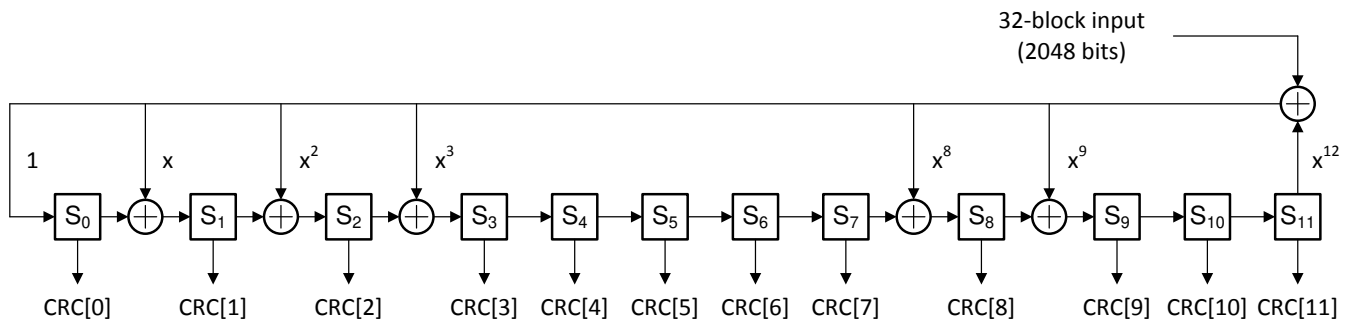 32-block input
(2048 bits)
1 x x² x³ x⁸ x⁹ x¹²
S₀ S₁ S₂ S₃ S₄ S₅ S₆ S₇ S₈ S₉ S₁₀ S₁₁
CRC[0] CRC[1] CRC[2] CRC[3] CRC[4] CRC[5] CRC[6] CRC[7] CRC[8] CRC[9] CRC[10] CRC[11]